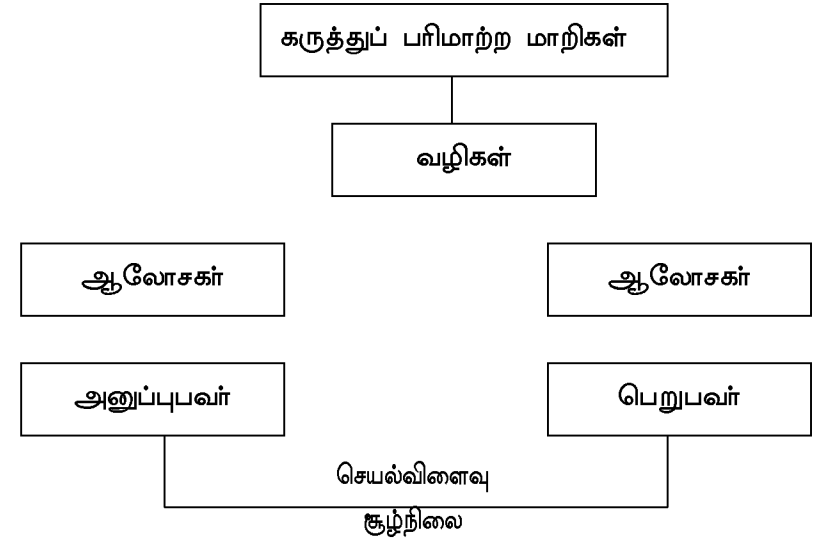 கருத்துப் பரிமாற்ற மாறிகள்
வழிகள்
ஆலோசகர்
ஆலோசகர்
அனுப்புபவர்
பெறுபவர்
செயல்விளைவு
சூழ்நிலை